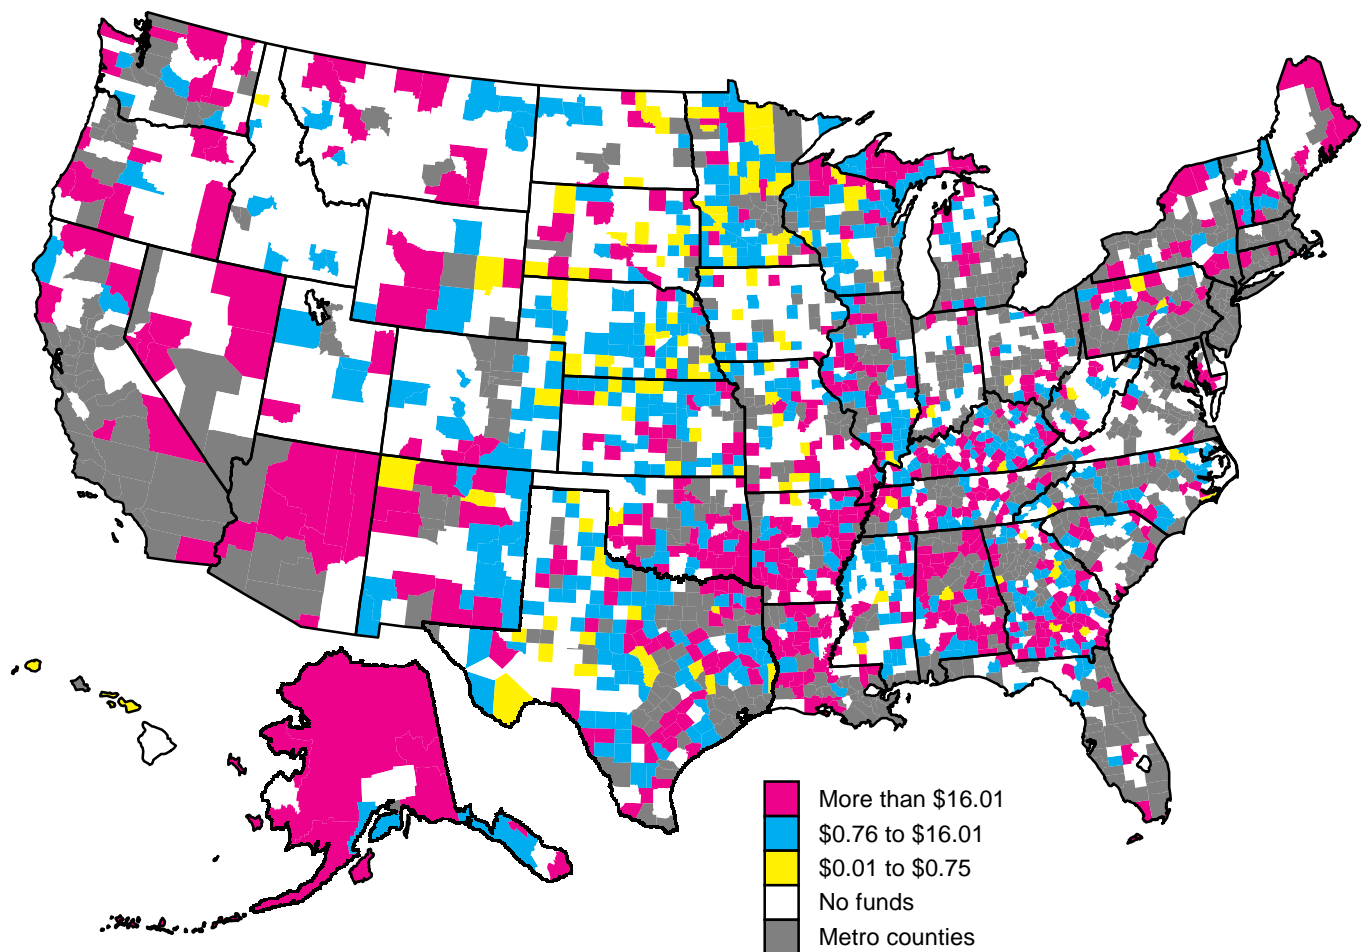 More than $16.01
$0.76 to $16.01
$0.01 to $0.75
No funds
Metro counties